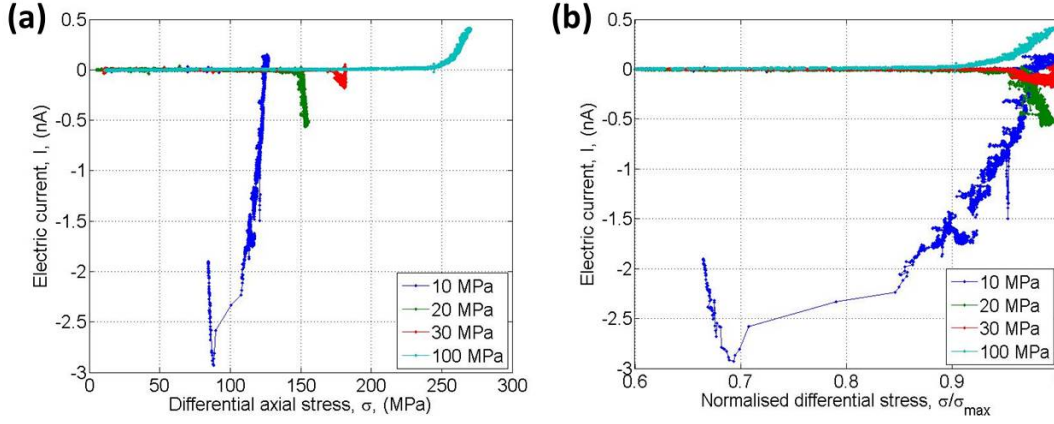 (a)
0.5
0
-0.5
-1
-1.5
-2
-2.5
-3
Electric current, I, (nA)
0 50 100 150 200 250 300
Differential axial stress, σ, (MPa)
10 MPa
20 MPa
30 MPa
100 MPa
(b)
0.5
0
-0.5
-1
-1.5
-2
-2.5
-3
Electric current, I, (nA)
0.6 0.7 0.8 0.9
Normalised differential stress, σ/σmax
10 MPa
20 MPa
30 MPa
100 MPa